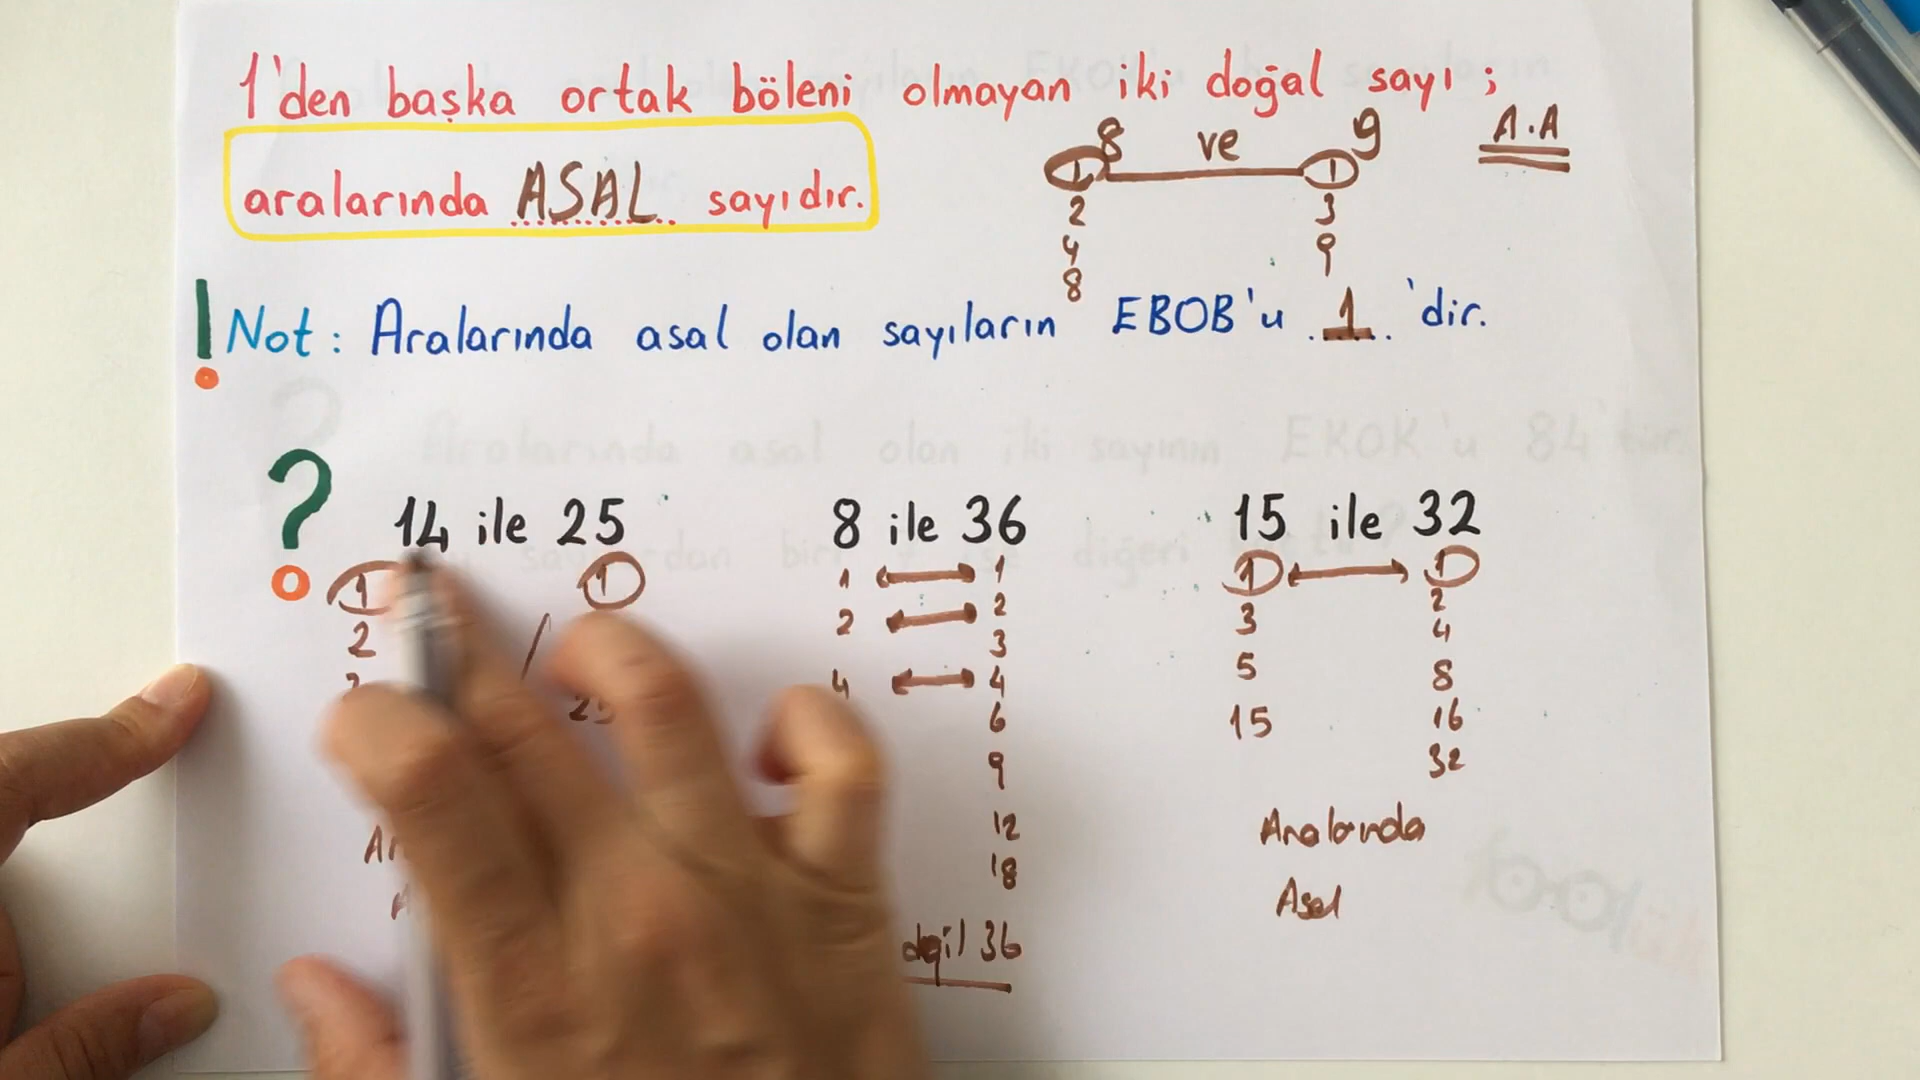 1'den başka ortak böleni olmayan iki doğal sayı;
aralarında ASAL sayıdır.
8 ve 9 A.A
1 1
2 3
4 9
8
! Not: Aralarında asal olan sayıların EBOB'u 1 'dir.
? 14 ile 25
1 1
2
25
8 ile 36
1 1
2 2
3
4 4
6
9
12
18
değil 36
15 ile 32
1 1
3 2
5 4
15 8
16
32
Aralarında
Asal